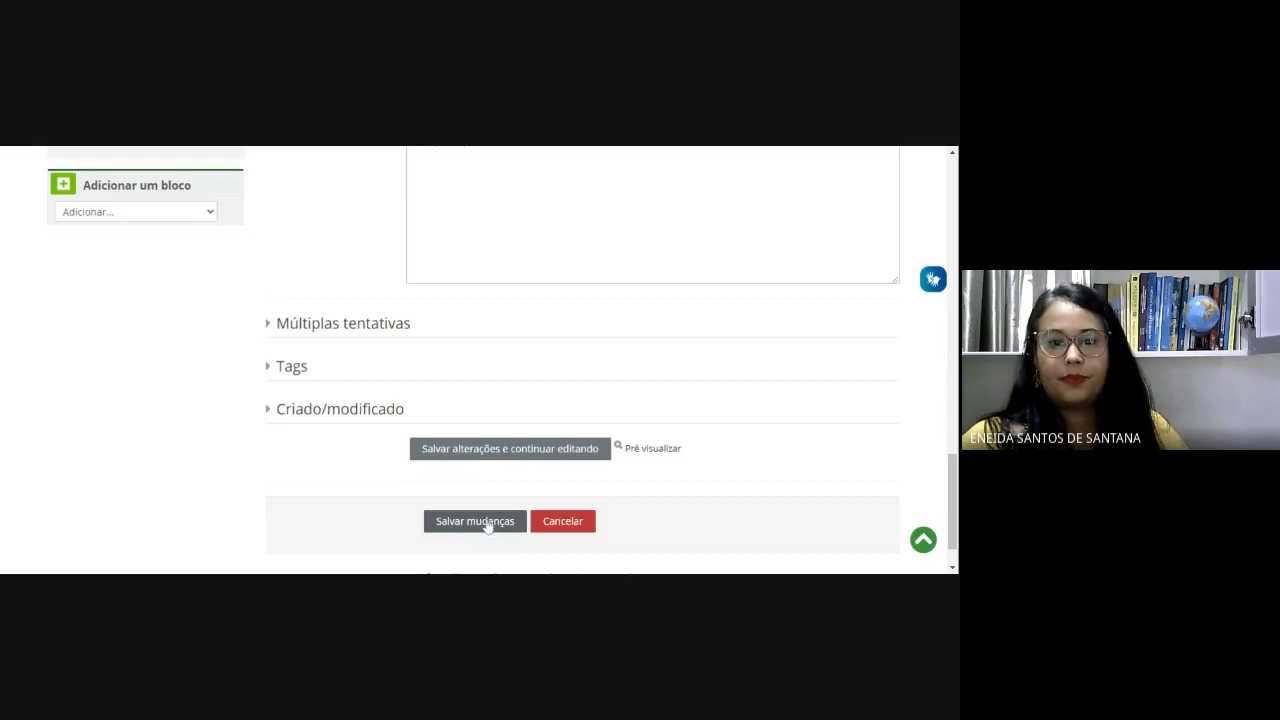 Adicionar um bloco
Adicionar...
Múltiplas tentativas
Tags
Criado/modificado
Salvar alterações e continuar editando
Pré visualizar
Salvar mudanças
Cancelar
ENEIDA SANTOS DE SANTANA